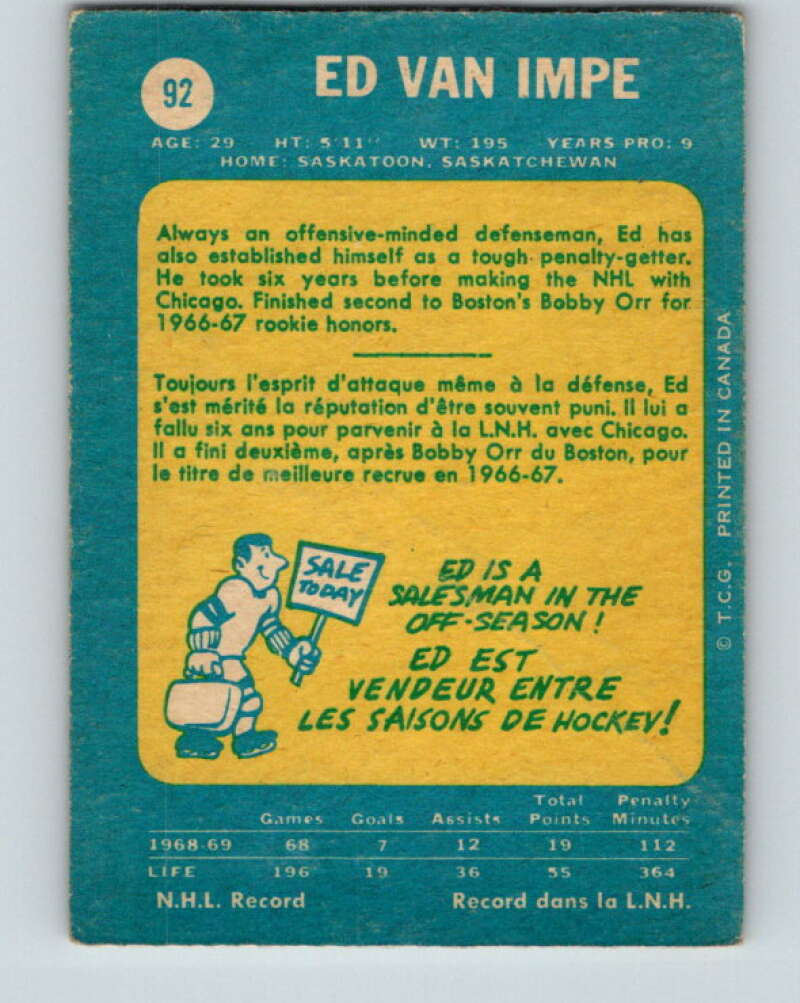 92
ED VAN IMPE
AGE: 29 HT: 5'11" WT: 195 YEARS PRO: 9
HOME: SASKATOON, SASKATCHEWAN
Always an offensive-minded defenseman, Ed has
also established himself as a tough penalty-getter.
He took six years before making the NHL with
Chicago. Finished second to Boston's Bobby Orr for
1966-67 rookie honors.
Toujours l'esprit d'attaque même à la défense, Ed
s'est mérité la réputation d'être souvent puni. Il lui a
fallu six ans pour parvenir à la L.N.H. avec Chicago.
Il a fini deuxième, après Bobby Orr du Boston, pour
le titre de meilleure recrue en 1966-67.
SALE
TODAY
ED IS A
SALESMAN IN THE
OFF-SEASON!
ED EST
VENDEUR ENTRE
LES SAISONS DE HOCKEY!
© T.C.G. PRINTED IN CANADA
Total Penalty
Games Goals Assists Points Minutes
1968-69 68 7 12 19 112
LIFE 196 19 36 55 364
N.H.L. Record Record dans la L.N.H.